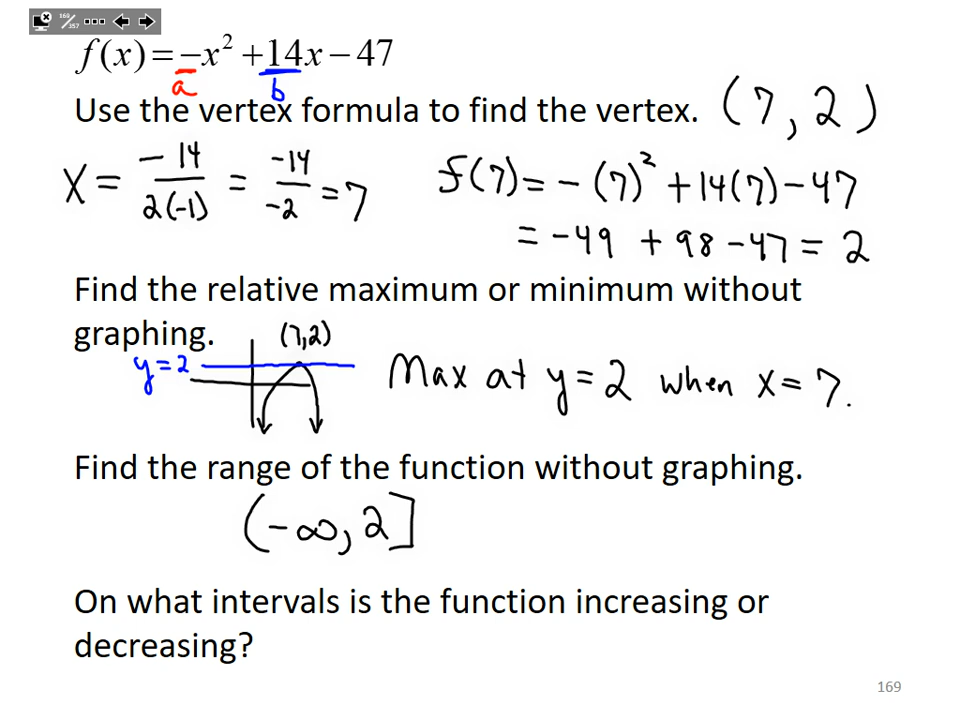 168/357
f(x) = −x² + 14x − 47
a b
Use the vertex formula to find the vertex. (7, 2)
x = −14/2(−1) = −14/−2 = 7
f(7) = −(7)² + 14(7) − 47
= −49 + 98 − 47 = 2
Find the relative maximum or minimum without
graphing. (7,2)
y=2 Max at y=2 when x=7.
Find the range of the function without graphing.
(−∞, 2]
On what intervals is the function increasing or
decreasing?
169